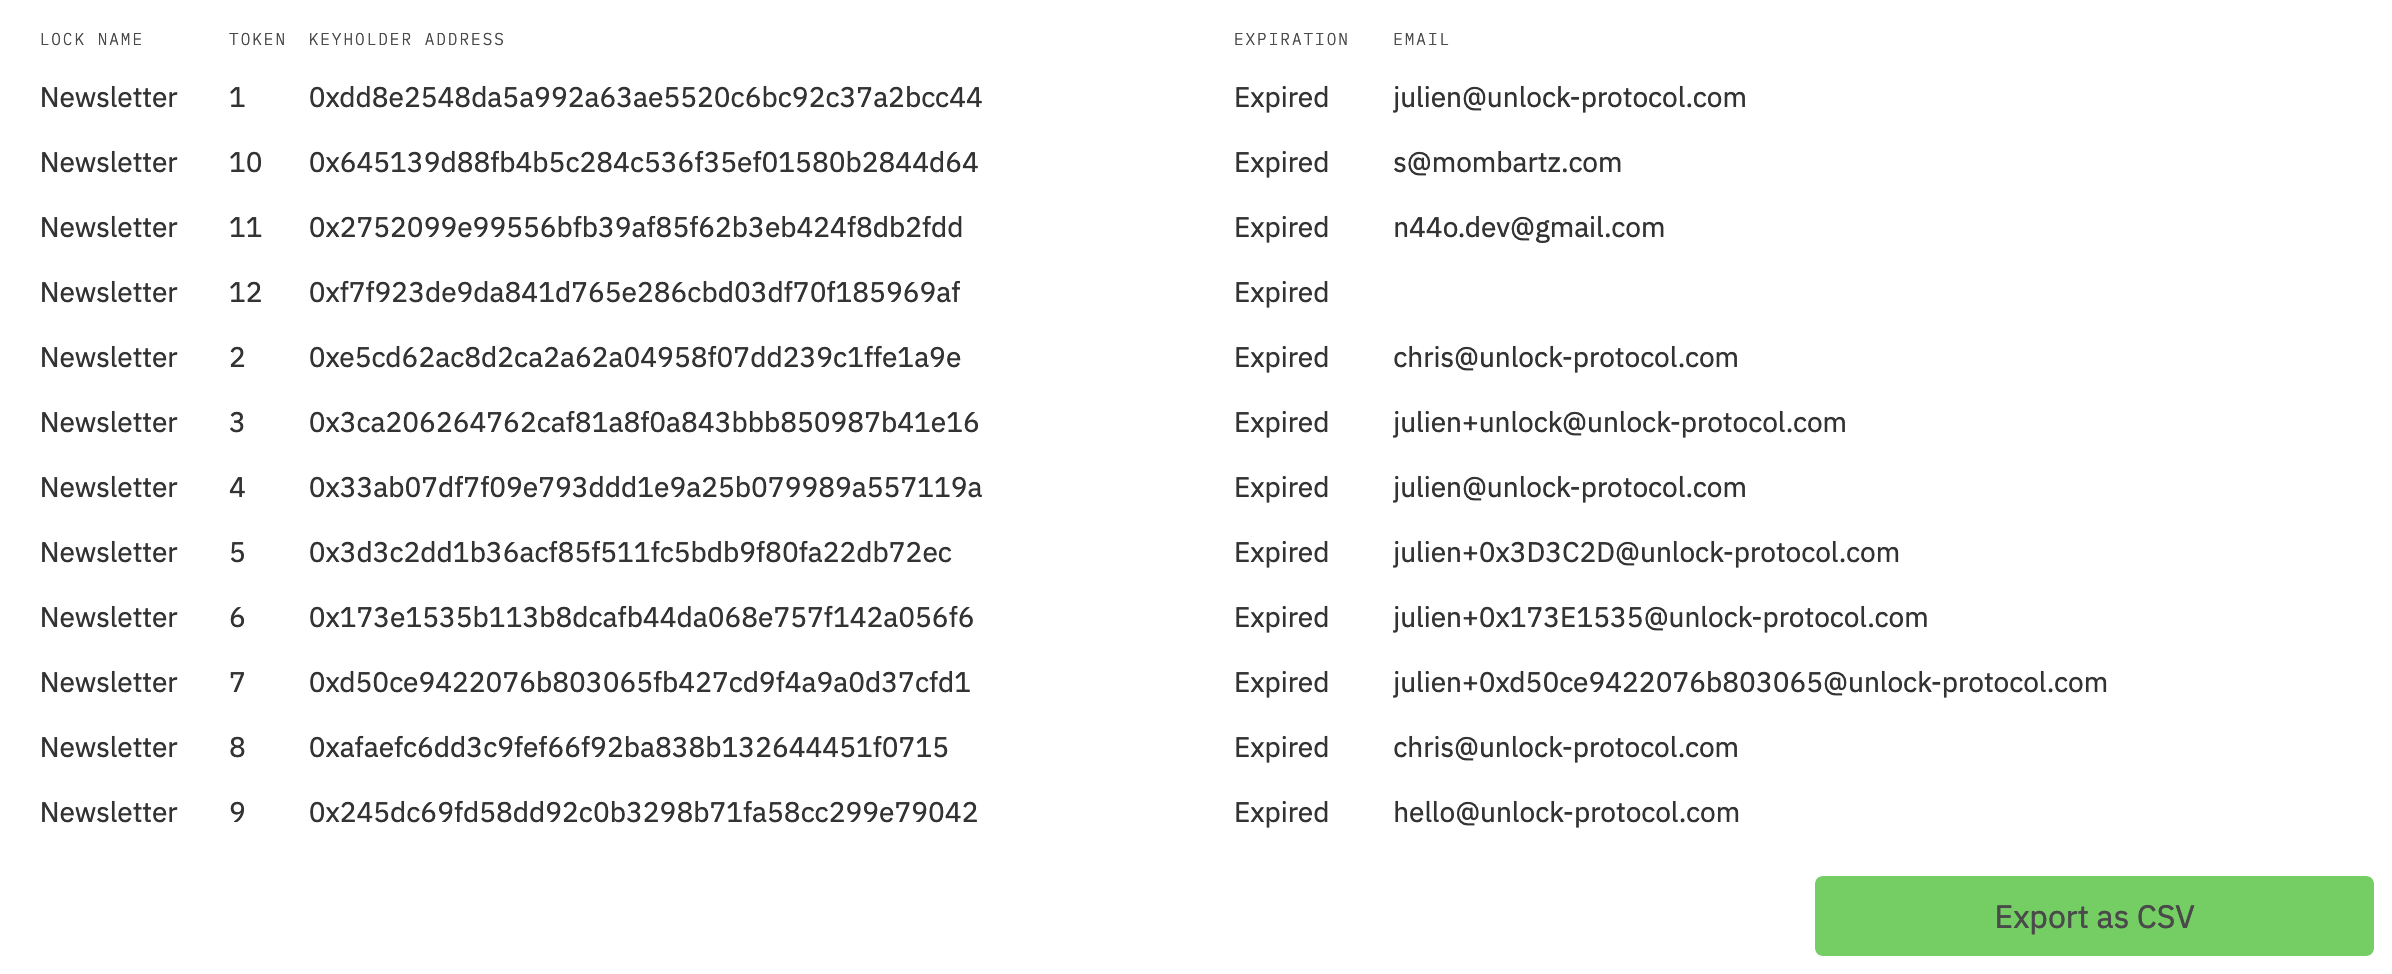 LOCK NAME TOKEN KEYHOLDER ADDRESS EXPIRATION EMAIL
Newsletter 1 0xdd8e2548da5a992a63ae5520c6bc92c37a2bcc44 Expired julien@unlock-protocol.com
Newsletter 10 0x645139d88fb4b5c284c536f35ef01580b2844d64 Expired s@mombartz.com
Newsletter 11 0x2752099e99556bfb39af85f62b3eb424f8db2fdd Expired n44o.dev@gmail.com
Newsletter 12 0xf7f923de9da841d765e286cbd03df70f185969af Expired
Newsletter 2 0xe5cd62ac8d2ca2a62a04958f07dd239c1ffe1a9e Expired chris@unlock-protocol.com
Newsletter 3 0x3ca206264762caf81a8f0a843bbb850987b41e16 Expired julien+unlock@unlock-protocol.com
Newsletter 4 0x33ab07df7f09e793ddd1e9a25b079989a557119a Expired julien@unlock-protocol.com
Newsletter 5 0x3d3c2dd1b36acf85f511fc5bdb9f80fa22db72ec Expired julien+0x3D3C2D@unlock-protocol.com
Newsletter 6 0x173e1535b113b8dcafb44da068e757f142a056f6 Expired julien+0x173E1535@unlock-protocol.com
Newsletter 7 0xd50ce9422076b803065fb427cd9f4a9a0d37cfd1 Expired julien+0xd50ce9422076b803065@unlock-protocol.com
Newsletter 8 0xafaefc6dd3c9fef66f92ba838b132644451f0715 Expired chris@unlock-protocol.com
Newsletter 9 0x245dc69fd58dd92c0b3298b71fa58cc299e79042 Expired hello@unlock-protocol.com
Export as CSV